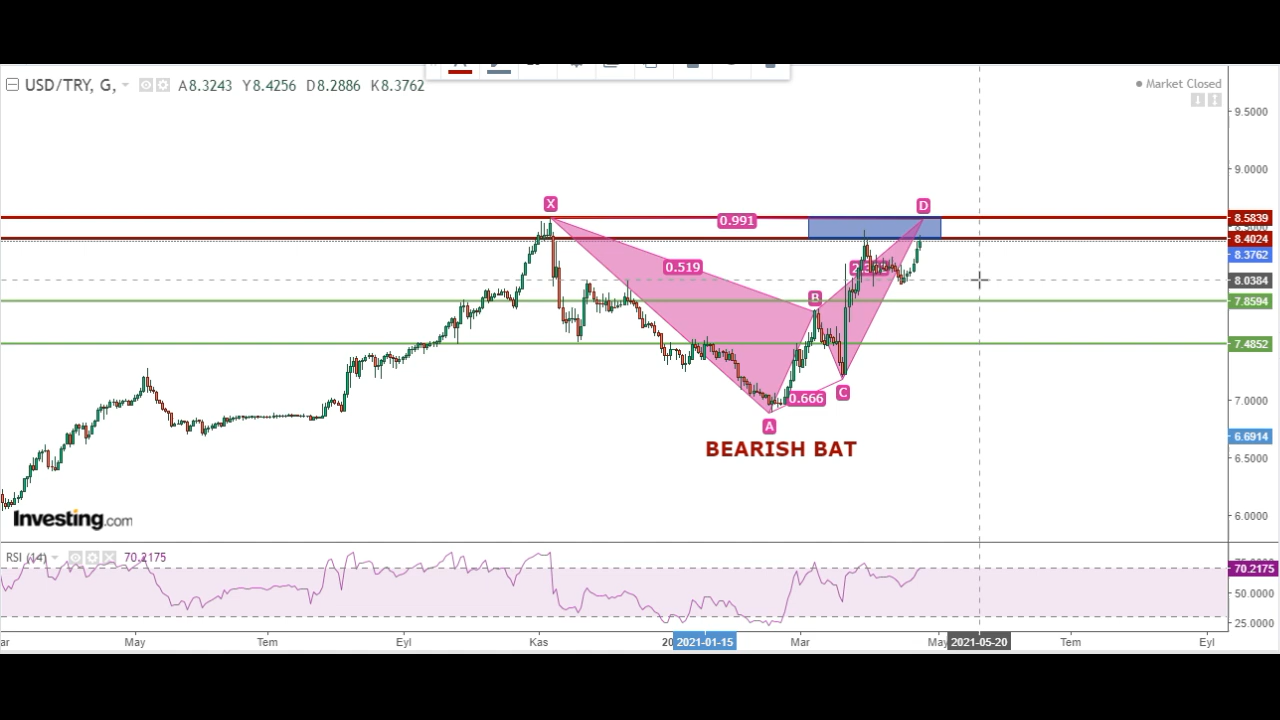 USD/TRY, G, A8.3243 Y8.4256 D8.2886 K8.3762
Market Closed
9.5000
9.0000
X
D
0.991
8.5839
8.4024
8.3762
0.519
8.0384
B
7.8594
7.4852
7.0000
C
0.666
A
6.6914
BEARISH BAT
6.5000
6.0000
Investing.com
RSI (14) 70.2175
70.2175
50.0000
25.0000
May Tem Eyl Kas 2021-01-15 Mar May 2021-05-20 Tem Eyl